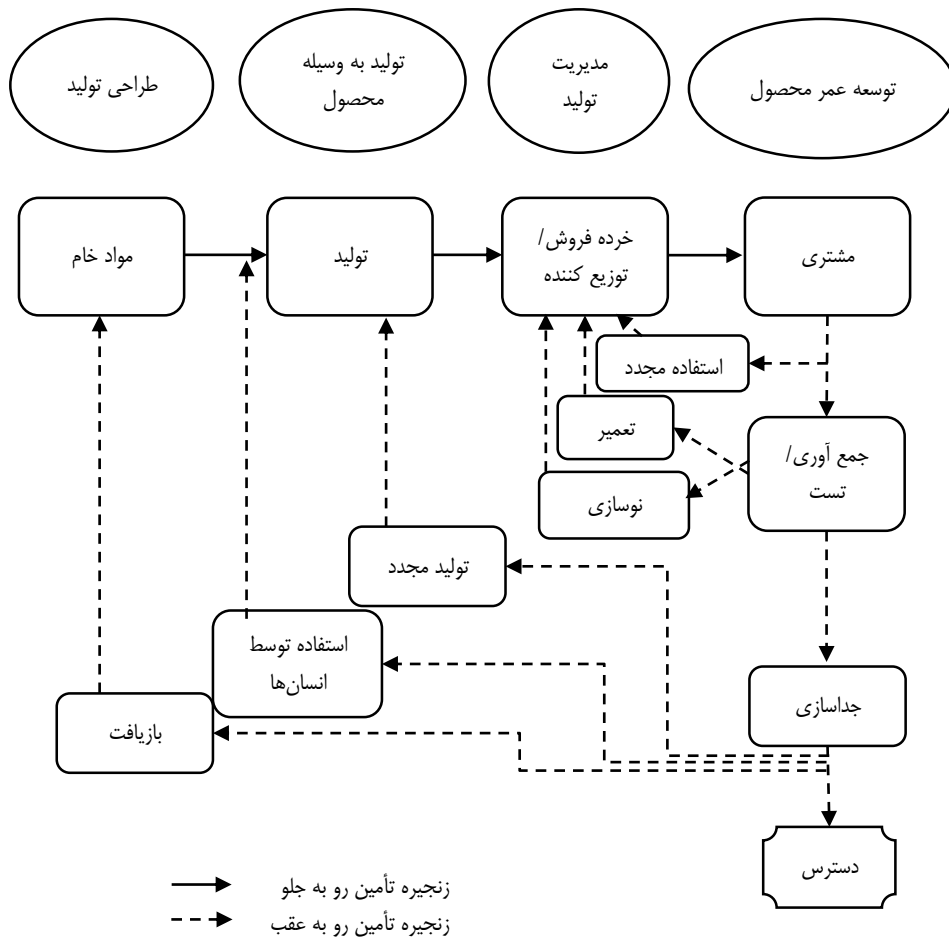 طراحی تولید
تولید به وسیله
محصول
مدیریت
تولید
توسعه عمر محصول
مواد خام
تولید
خرده فروش/
توزیع کننده
مشتری
استفاده مجدد
تعمیر
جمع آوری/
تست
نوسازی
تولید مجدد
استفاده توسط
انسان‌ها
جداسازی
بازیافت
دسترس
زنجیره تأمین رو به جلو
زنجیره تأمین رو به عقب